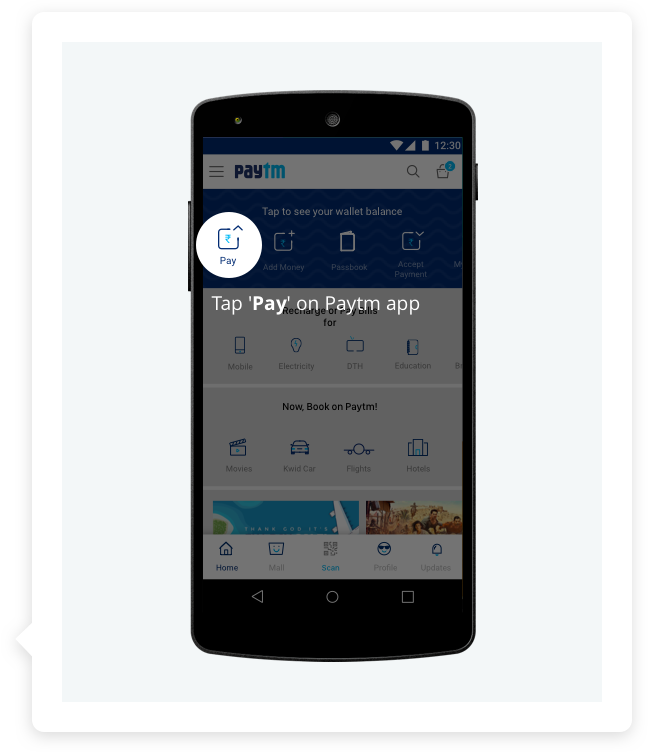 12:30
paytm
2
Tap to see your wallet balance
Pay
Add Money
Passbook
Accept
Payment
M
Tap 'Pay' on Paytm app
Recharge or Pay Bills
for
Mobile
Electricity
DTH
Education
B
Now, Book on Paytm!
Movies
Kwid Car
Flights
Hotels
THANK GOD IT'S
Home
Mall
Scan
Profile
Updates